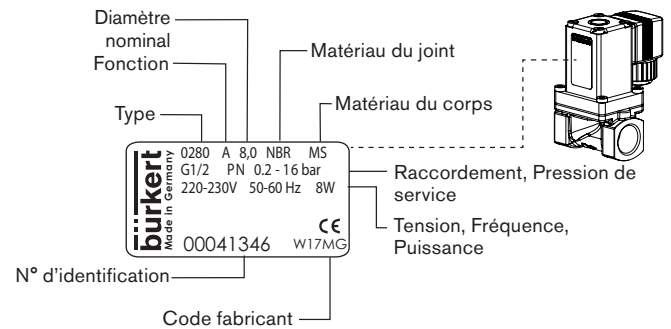 Diamètre
nominal
Fonction
Matériau du joint
Type
Matériau du corps
burkert
Made in Germany
0280 A 8,0 NBR MS
G1/2 PN 0.2 - 16 bar
220-230V 50-60 Hz 8W
CE
00041346 W17MG
Raccordement, Pression de
service
Tension, Fréquence,
Puissance
N° d'identification
Code fabricant